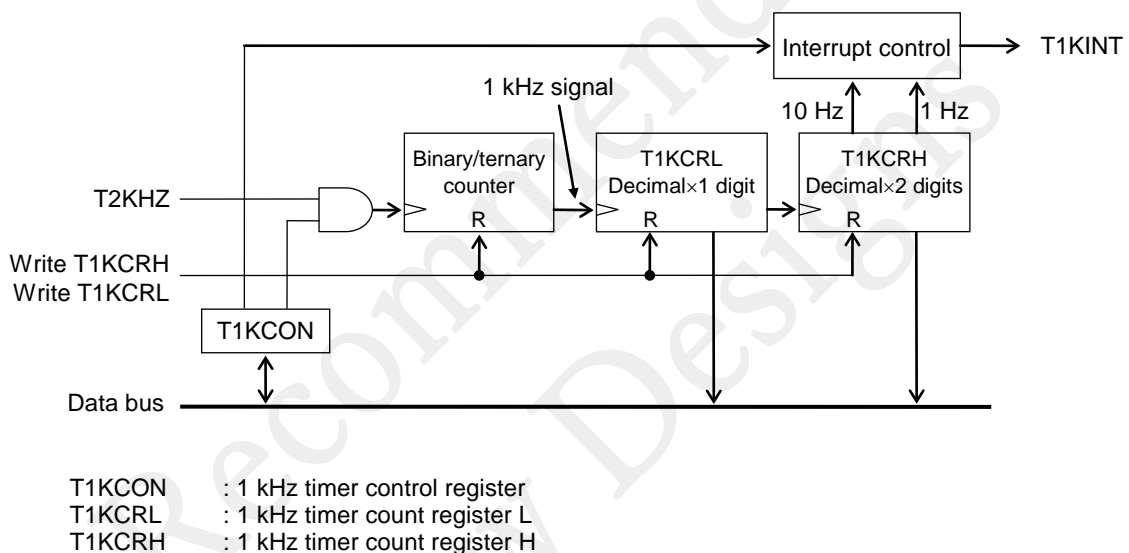 Interrupt control
T1KINT
1 kHz signal
10 Hz
1 Hz
Binary/ternary
counter
T1KCRL
Decimal×1 digit
T1KCRH
Decimal×2 digits
T2KHZ
R
R
R
Write T1KCRH
Write T1KCRL
T1KCON
Data bus
T1KCON : 1 kHz timer control register
T1KCRL : 1 kHz timer count register L
T1KCRH : 1 kHz timer count register H
Designs